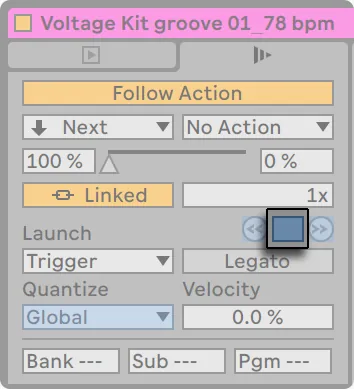 Voltage Kit groove 01_78 bpm
Follow Action
Next No Action
100 % 0 %
Linked 1x
Launch
Trigger Legato
Quantize Velocity
Global 0.0 %
Bank --- Sub --- Pgm ---